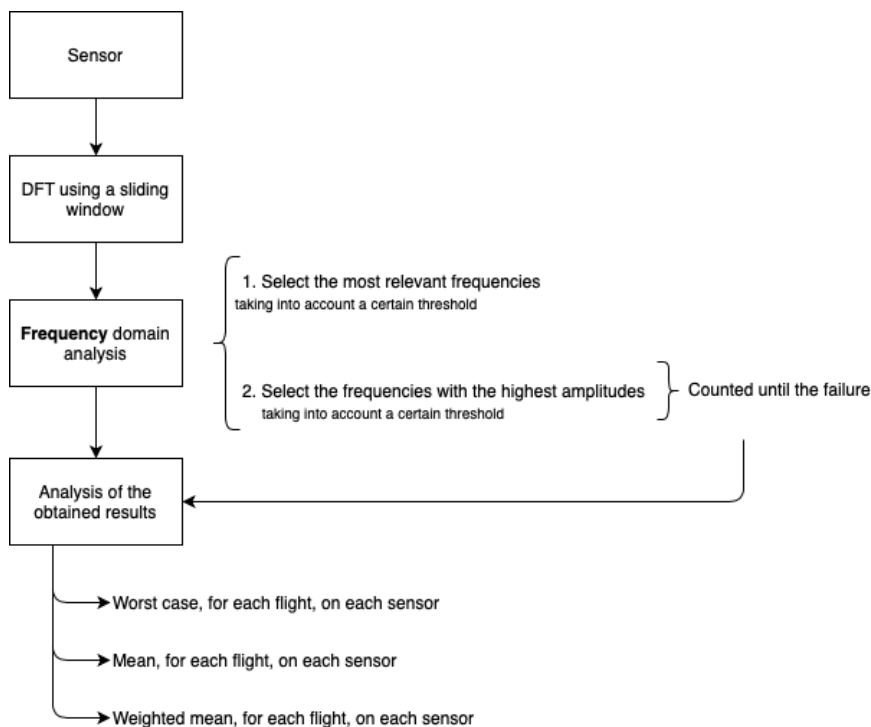 Sensor
DFT using a sliding
window
1. Select the most relevant frequencies
taking into account a certain threshold
Frequency domain
analysis
2. Select the frequencies with the highest amplitudes
taking into account a certain threshold
Counted until the failure
Analysis of the
obtained results
Worst case, for each flight, on each sensor
Mean, for each flight, on each sensor
Weighted mean, for each flight, on each sensor